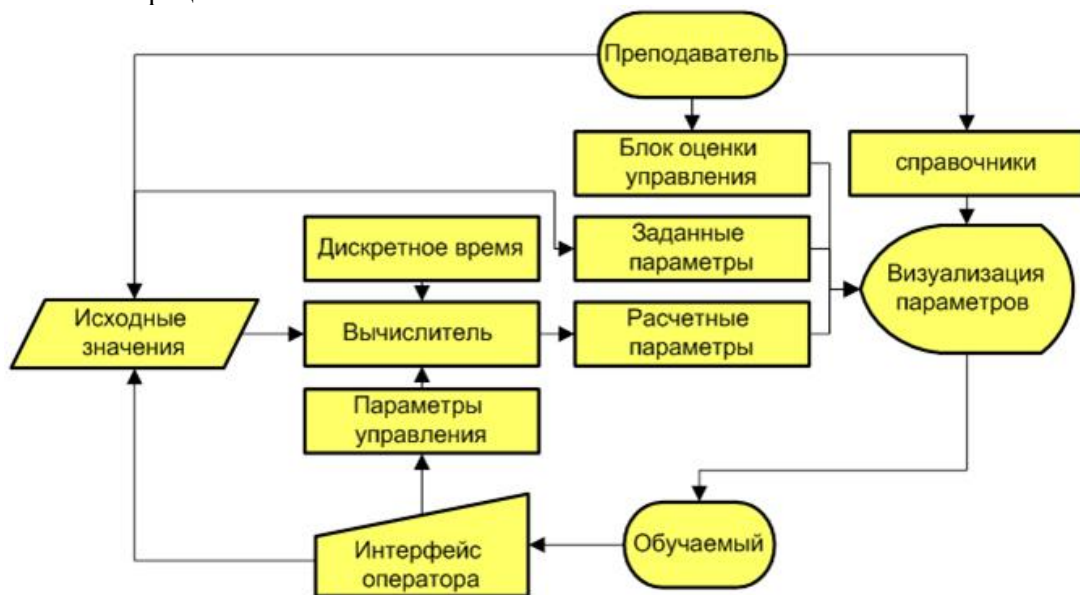 Преподаватель
Блок оценки
управления
справочники
Дискретное время
Заданные
параметры
Визуализация
параметров
Исходные
значения
Вычислитель
Расчетные
параметры
Параметры
управления
Интерфейс
оператора
Обучаемый